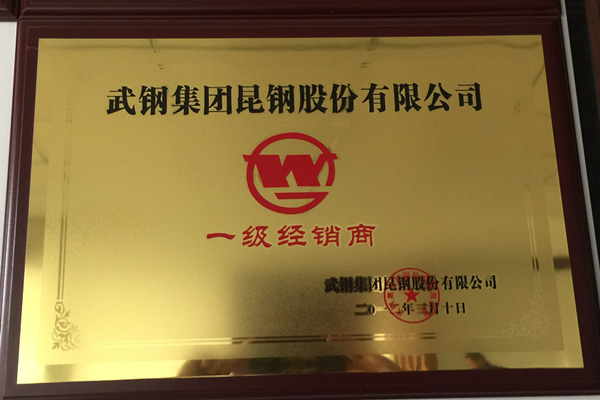 武钢集团昆钢股份有限公司
一级经销商
武钢集团昆钢股份有限公司
二〇一二年三月十日